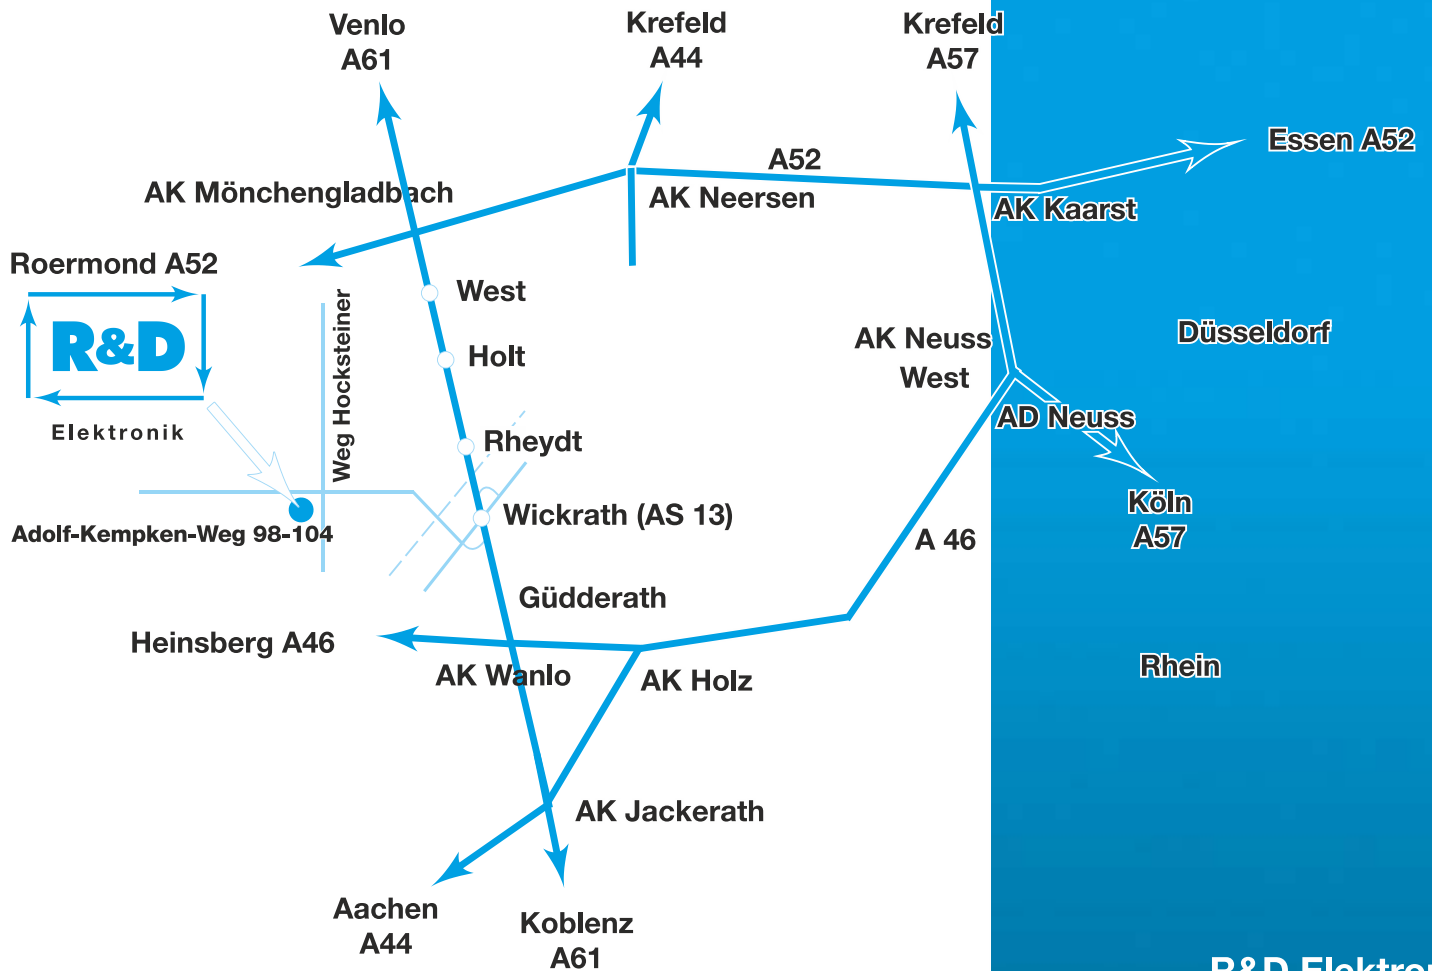 Venlo
A61
Krefeld
A44
Krefeld
A57
Essen A52
A52
AK Mönchengladbach
AK Neersen
AK Kaarst
Roermond A52
R&D
Elektronik
West
Weg Hocksteiner
Holt
AK Neuss
West
Düsseldorf
AD Neuss
Rheydt
Köln
A57
Wickrath (AS 13)
Adolf-Kempken-Weg 98-104
A 46
Güdderath
Heinsberg A46
AK Wanlo
AK Holz
Rhein
AK Jackerath
Aachen
A44
Koblenz
A61